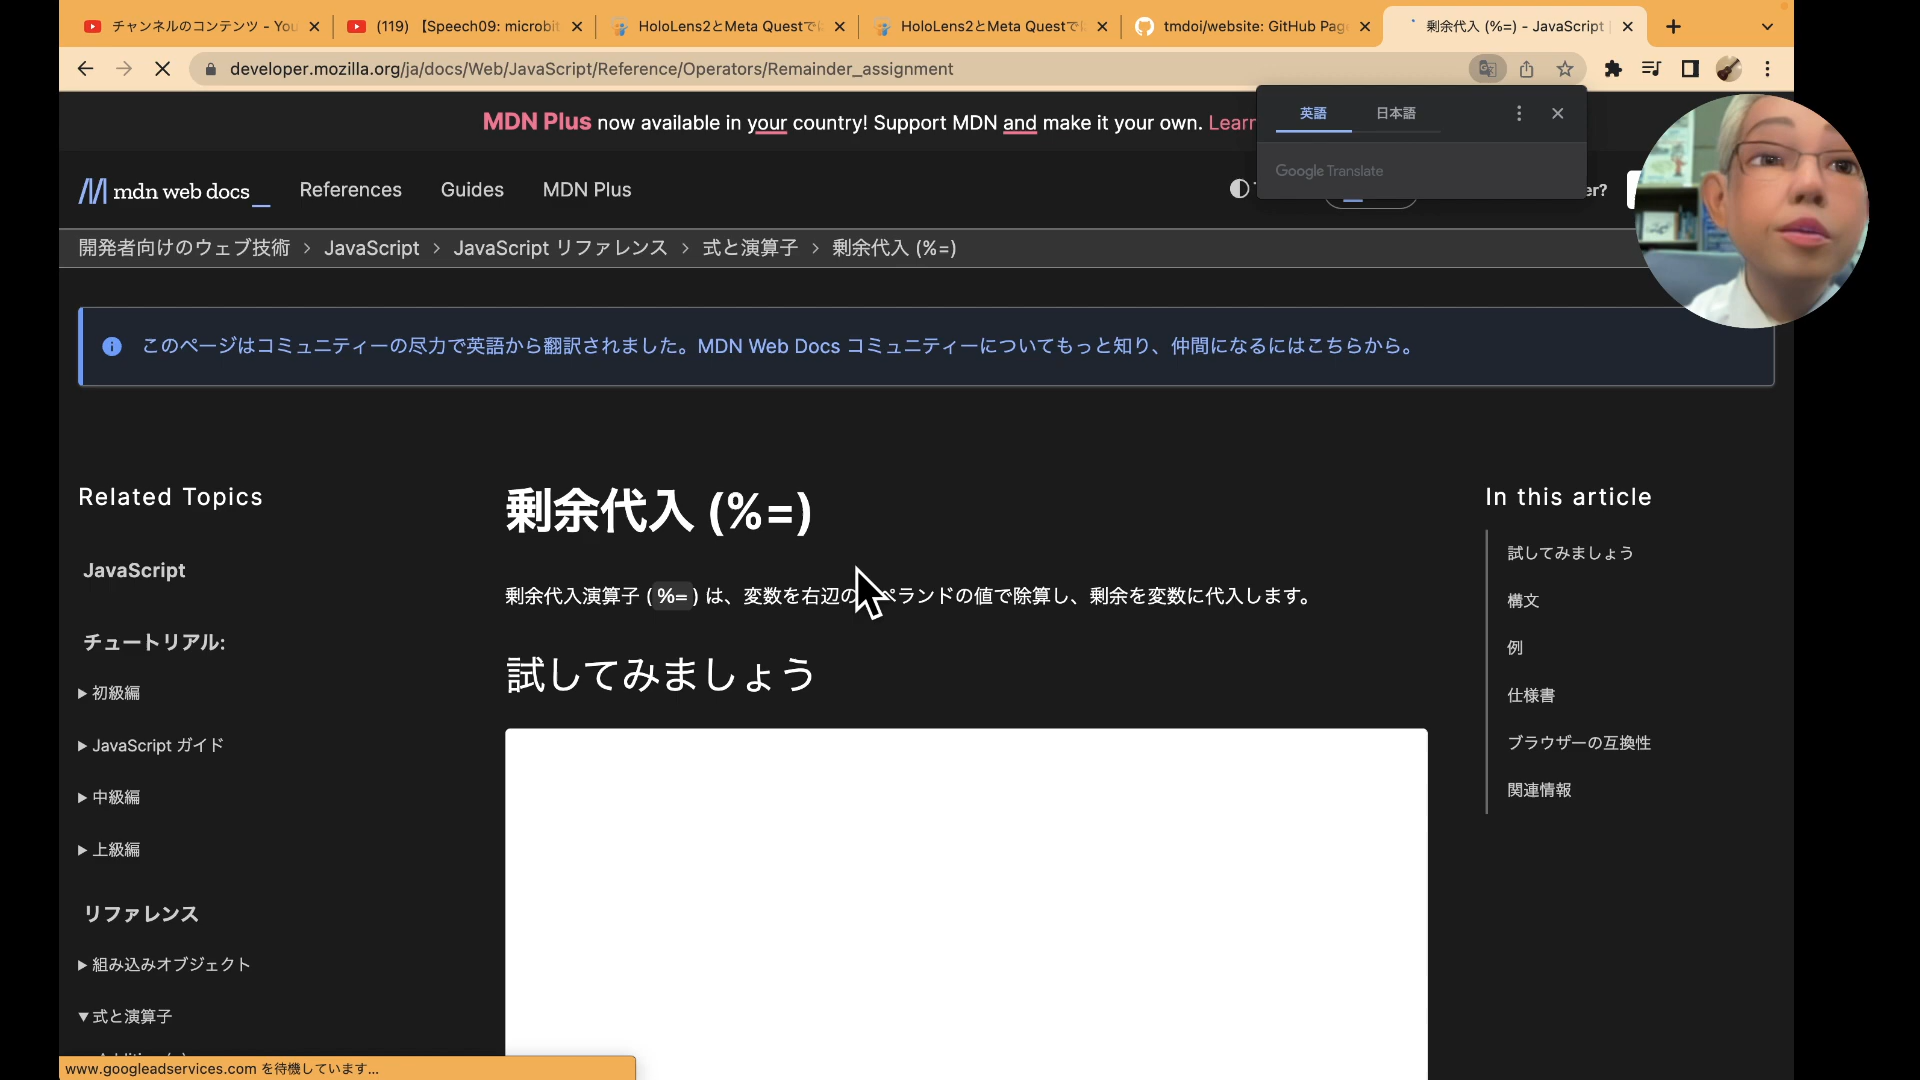 チャンネルのコンテンツ - You
(119) 【Speech09: microbit
HoloLens2とMeta Questで
HoloLens2とMeta Questで
tmdoi/website: GitHub Page
剰余代入 (%=) - JavaScript |
developer.mozilla.org/ja/docs/Web/JavaScript/Reference/Operators/Remainder_assignment
英語 日本語
Google Translate
MDN Plus now available in your country! Support MDN and make it your own. Learn
mdn web docs_ References Guides MDN Plus
er?
開発者向けのウェブ技術 > JavaScript > JavaScript リファレンス > 式と演算子 > 剰余代入 (%=)
このページはコミュニティーの尽力で英語から翻訳されました。MDN Web Docs コミュニティーについてもっと知り、仲間になるにはこちらから。
Related Topics
JavaScript
チュートリアル:
▶ 初級編
▶ JavaScript ガイド
▶ 中級編
▶ 上級編
リファレンス
▶ 組み込みオブジェクト
▼ 式と演算子
剰余代入 (%=)
剰余代入演算子 (%=) は、変数を右辺のペランドの値で除算し、剰余を変数に代入します。
試してみましょう
In this article
試してみましょう
構文
例
仕様書
ブラウザーの互換性
関連情報
www.googleadservices.com を待機しています...